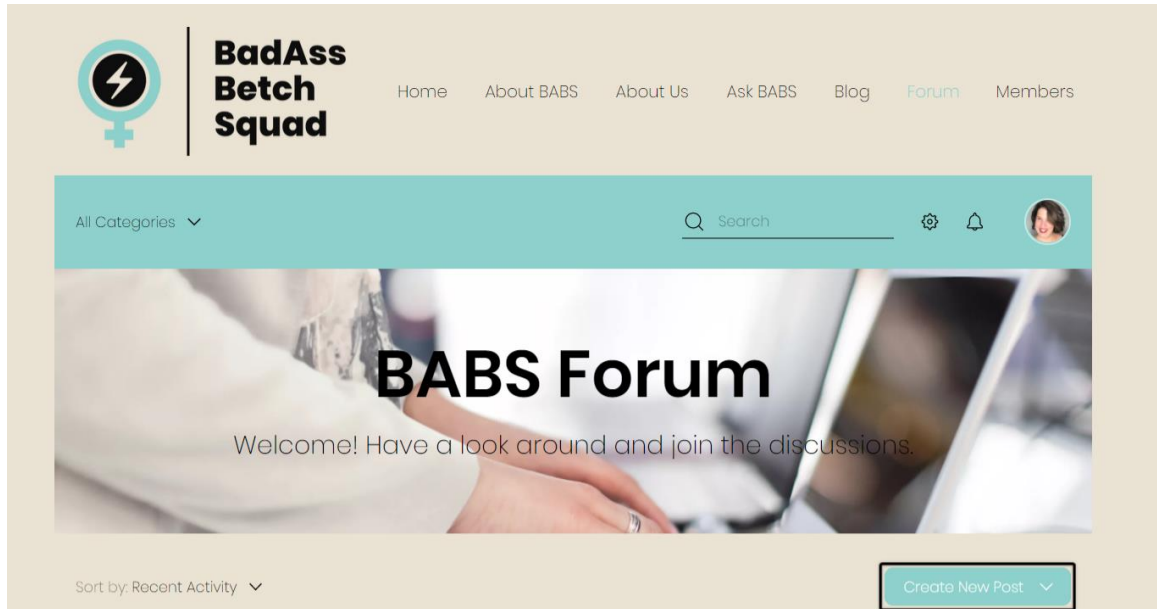 BadAss
Betch
Squad
Home About BABS About Us Ask BABS Blog Forum Members
All Categories Search
BABS Forum
Welcome! Have a look around and join the discussions.
Sort by: Recent Activity Create New Post